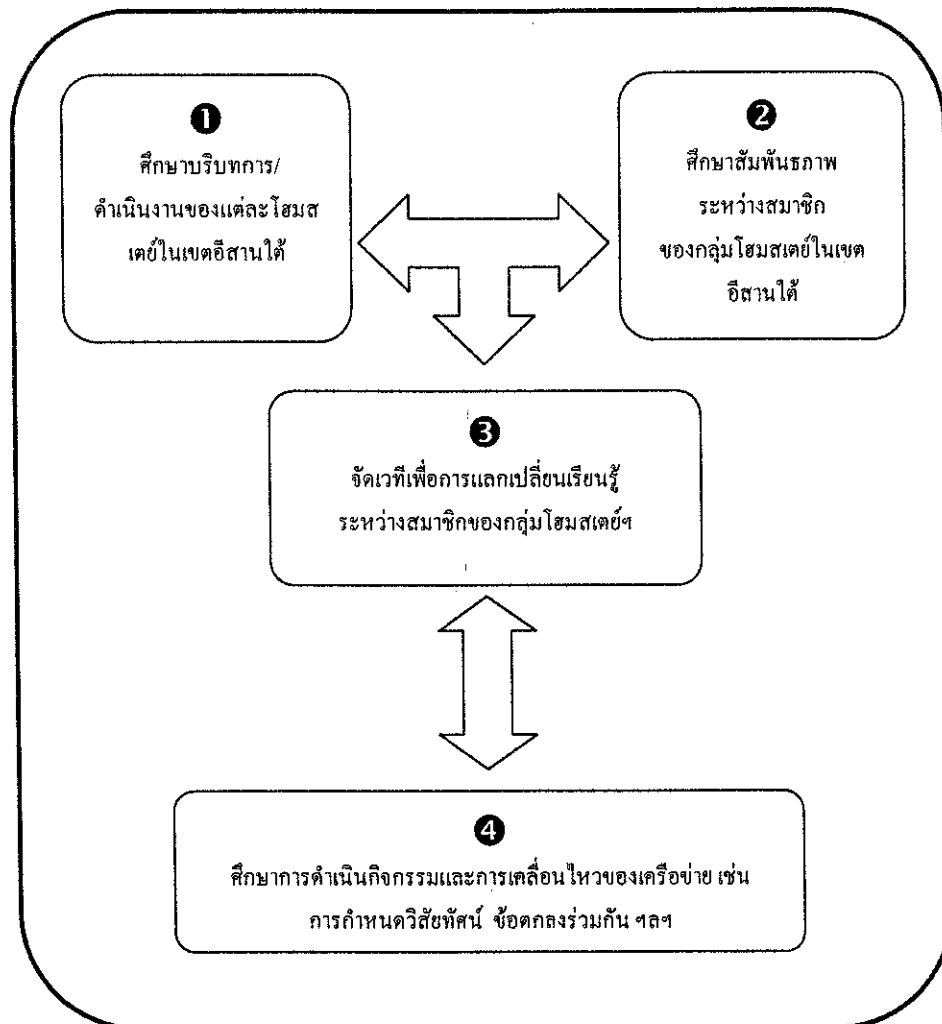 ❶
ศึกษาบริบทการ/
ดำเนินงานของแต่ละโฮมส
เตย์ในเขตอีสานใต้
❷
ศึกษาสัมพันธภาพ
ระหว่างสมาชิก
ของกลุ่มโฮมสเตย์ในเขต
อีสานใต้
❸
จัดเวทีเพื่อการแลกเปลี่ยนเรียนรู้
ระหว่างสมาชิกของกลุ่มโฮมสเตย์ฯ
❹
ศึกษาการดำเนินกิจกรรมและการเคลื่อนไหวของเครือข่าย เช่น
การกำหนดวิสัยทัศน์ ข้อตกลงร่วมกัน ฯลฯ